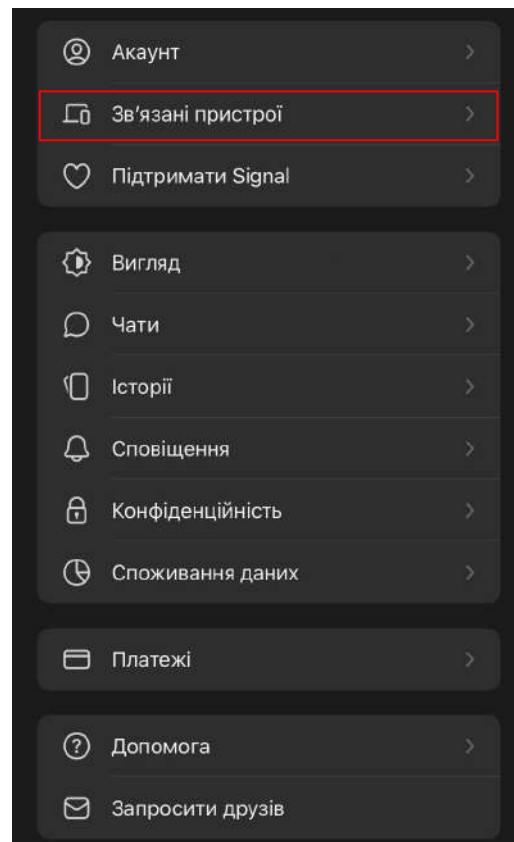 Акаунт
Зв’язані пристрої
Підтримати Signal
Вигляд
Чати
Історії
Сповіщення
Конфіденційність
Споживання даних
Платежі
Допомога
Запросити друзів